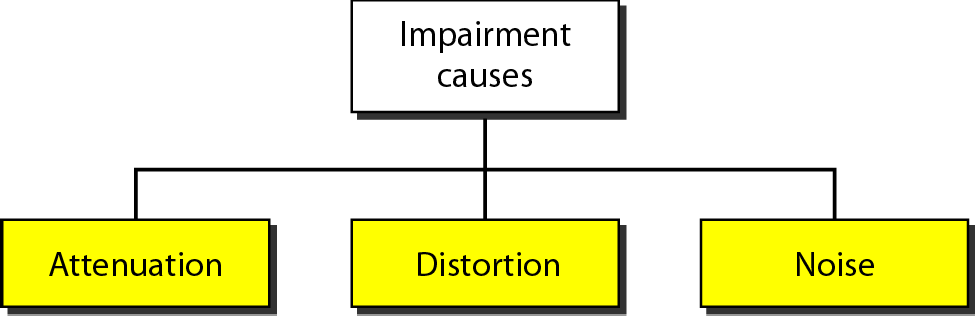 Impairment
causes
Attenuation
Distortion
Noise